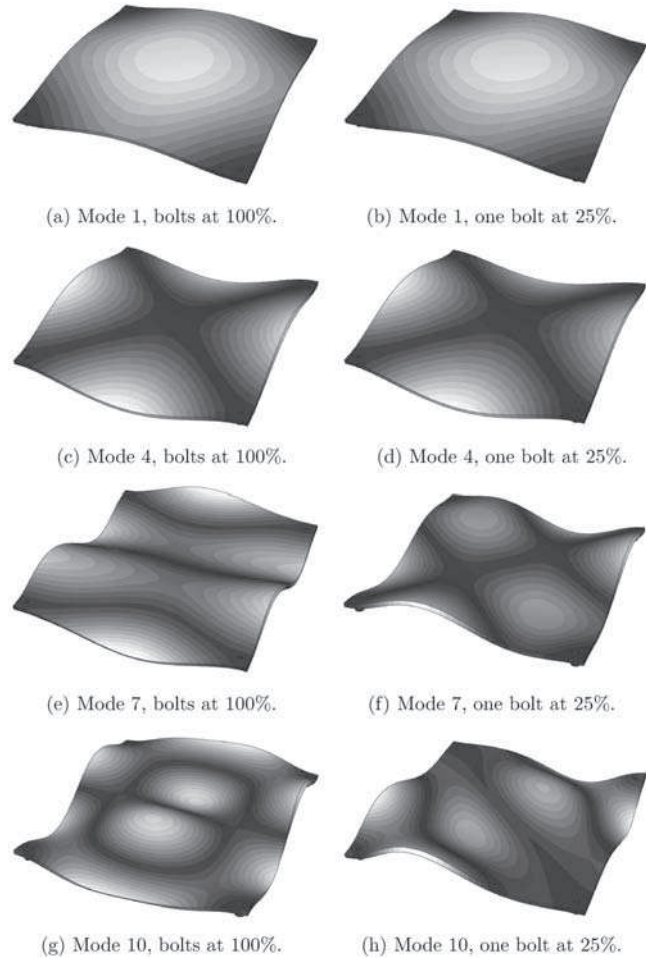 (a) Mode 1, bolts at 100%.
(b) Mode 1, one bolt at 25%.
(c) Mode 4, bolts at 100%.
(d) Mode 4, one bolt at 25%.
(e) Mode 7, bolts at 100%.
(f) Mode 7, one bolt at 25%.
(g) Mode 10, bolts at 100%.
(h) Mode 10, one bolt at 25%.